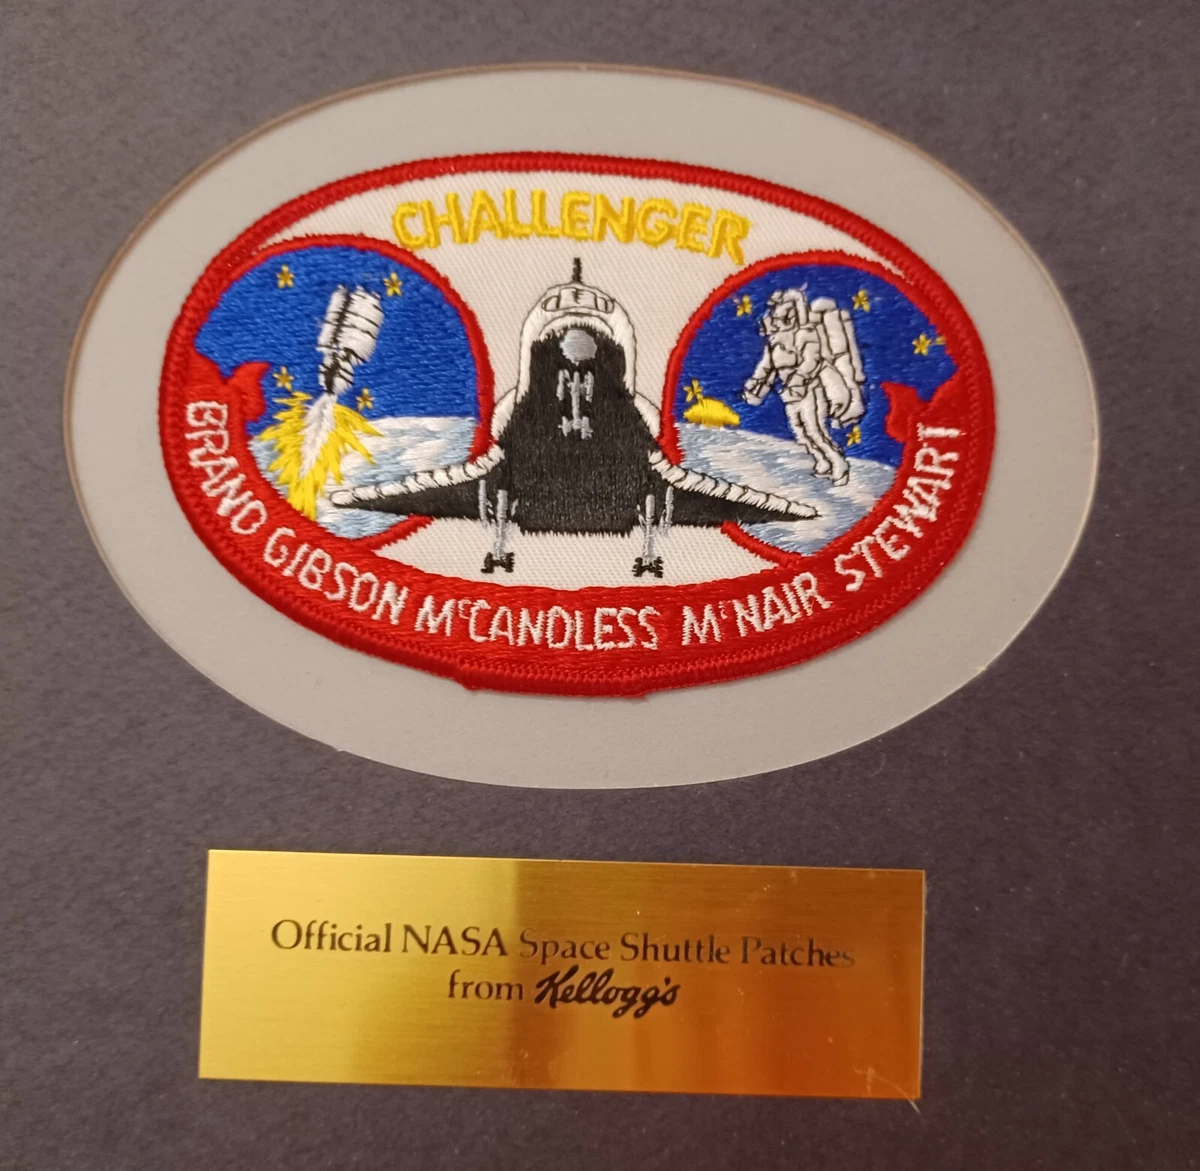 CHALLENGER
BRAND GIBSON McCANDLESS McNAIR STEWART
Official NASA Space Shuttle Patches
from Kellogg's